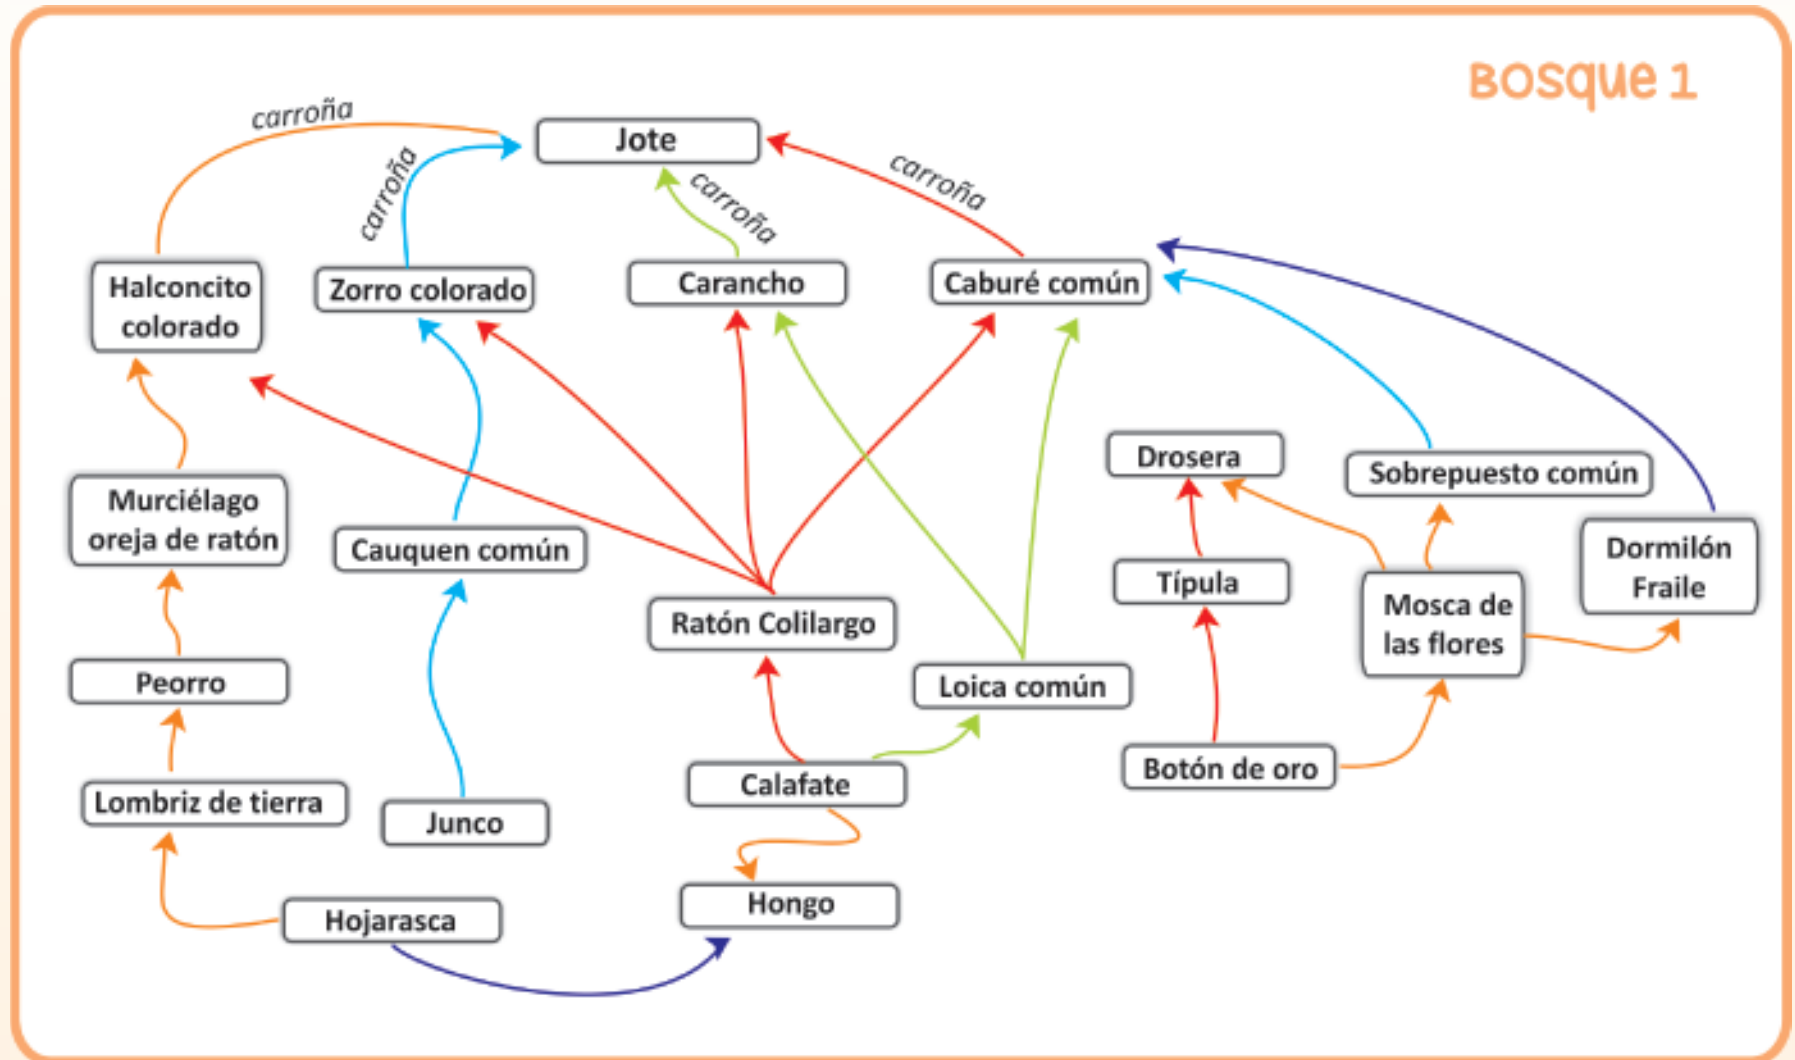 Bosque 1
carroña
Jote
carroña
carroña
carroña
Halconcito
colorado
Zorro colorado
Carancho
Caburé común
Drosera
Sobrepuesto común
Murciélago
oreja de ratón
Cauquen común
Típula
Mosca de
las flores
Dormilón
Fraile
Ratón Colilargo
Peorro
Loica común
Lombriz de tierra
Junco
Calafate
Botón de oro
Hojarasca
Hongo